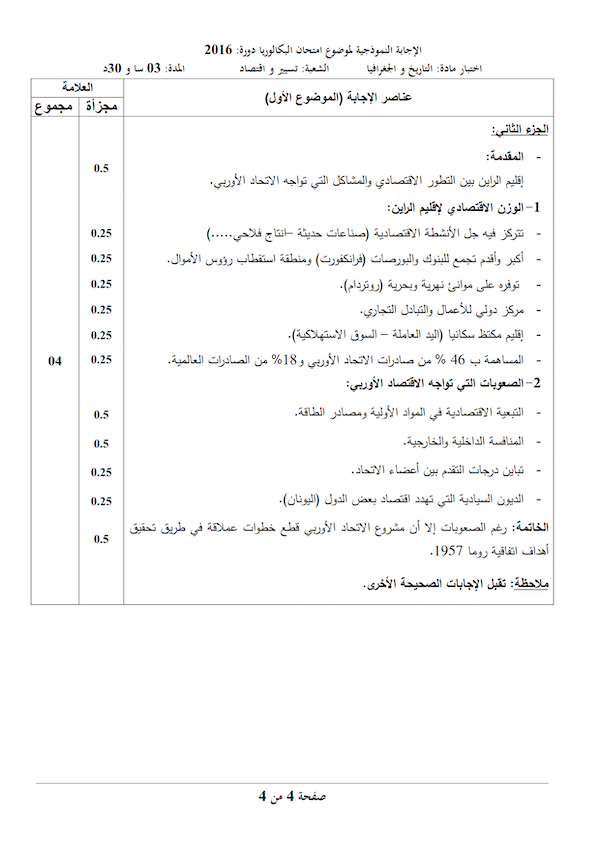 الإجابة النموذجية لموضوع امتحان البكالوريا دورة: 2016
اختبار مادة: التاريخ و الجغرافيا الشعبة: تسيير و اقتصاد المدة: 03 سا و 30د
عناصر الإجابة (الموضوع الأول) العلامة
مجزأة مجموع
الجزء الثاني:
- المقدمة:
إقليم الراين بين التطور الاقتصادي والمشاكل التي تواجه الاتحاد الأوربي. 0.5
1- الوزن الاقتصادي لإقليم الراين:
- تتركز فيه جل الأنشطة الاقتصادية (صناعات حديثة –انتاج فلاحي.....) 0.25
- أكبر وأقدم تجمع للبنوك والبورصات (فرانكفورت) ومنطقة استقطاب رؤوس الأموال. 0.25
- توفره على موانئ نهرية وبحرية (روتردام). 0.25
- مركز دولي للأعمال والتبادل التجاري. 0.25
- إقليم مكتظ سكانيا (اليد العاملة – السوق الاستهلاكية). 0.25
- المساهمة ب 46 % من صادرات الاتحاد الأوربي و18% من الصادرات العالمية. 0.25 04
2- الصعوبات التي تواجه الاقتصاد الأوروبي:
- التبعية الاقتصادية في المواد الأولية ومصادر الطاقة. 0.5
- المنافسة الداخلية والخارجية. 0.5
- تباين درجات التقدم بين أعضاء الاتحاد. 0.25
- الديون السيادية التي تهدد اقتصاد بعض الدول (اليونان). 0.25
الخاتمة: رغم الصعوبات إلا أن مشروع الاتحاد الأوربي قطع خطوات عملاقة في طريق تحقيق 0.5
أهداف اتفاقية روما 1957.
ملاحظة: تقبل الإجابات الصحيحة الأخرى.
صفحة 4 من 4